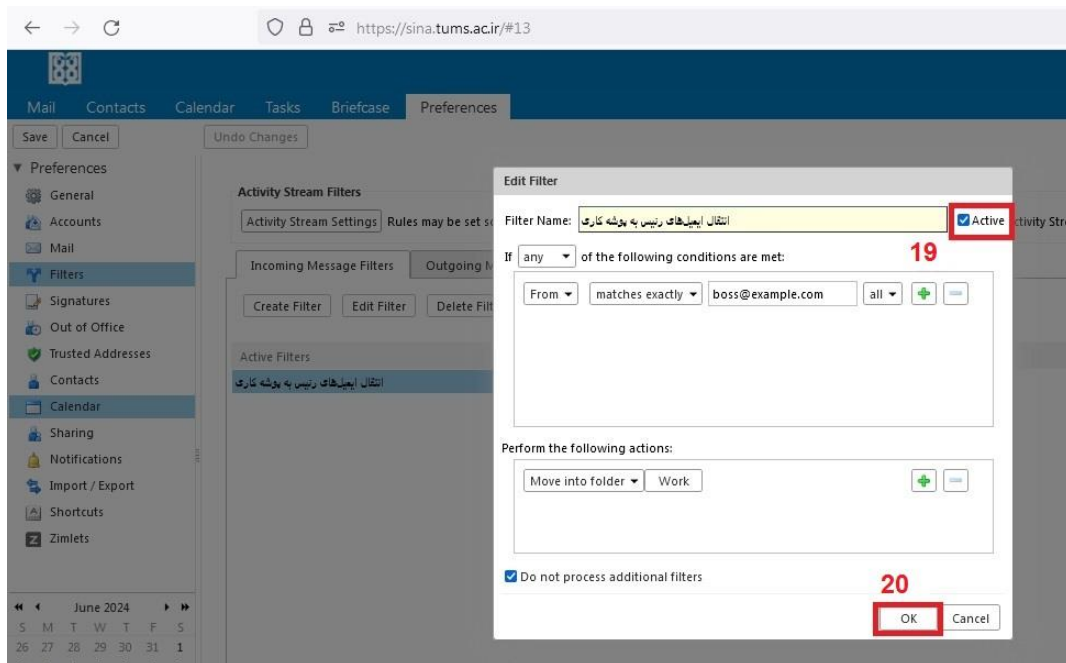 https://sina.tums.ac.ir/#13
Mail Contacts Calendar Tasks Briefcase Preferences
Save Cancel Undo Changes
Preferences
General
Accounts
Mail
Filters
Signatures
Out of Office
Trusted Addresses
Contacts
Calendar
Sharing
Notifications
Import / Export
Shortcuts
Zimlets
June 2024
S M T W T F S
26 27 28 29 30 31 1
Activity Stream Filters
Activity Stream Settings Rules may be set s
tivity Str
Incoming Message Filters Outgoing M
Create Filter Edit Filter Delete Filt
Active Filters
انتقال ایمیل‌های رئیس به پوشه کاری
Edit Filter
Filter Name: انتقال ایمیل‌های رئیس به پوشه کاری Active
19
If any of the following conditions are met:
From matches exactly boss@example.com all
Perform the following actions:
Move into folder Work
Do not process additional filters
20
OK Cancel